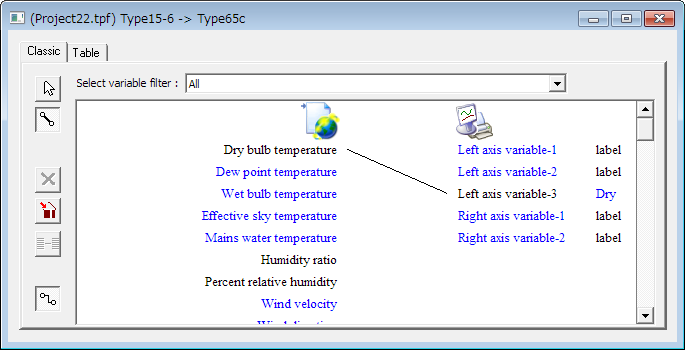 (Project22.tpf) Type15-6 -> Type65c
Classic Table
Select variable filter : All
Dry bulb temperature Left axis variable-1 label
Dew point temperature Left axis variable-2 label
Wet bulb temperature Left axis variable-3 Dry
Effective sky temperature Right axis variable-1 label
Mains water temperature Right axis variable-2 label
Humidity ratio
Percent relative humidity
Wind velocity